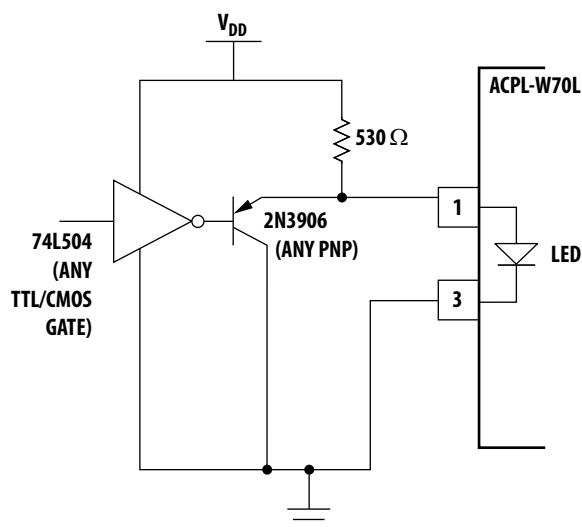 V_DD
ACPL-W70L
530 Ω
1
2N3906
(ANY PNP)
LED
74L504
(ANY
TTL/CMOS
GATE)
3